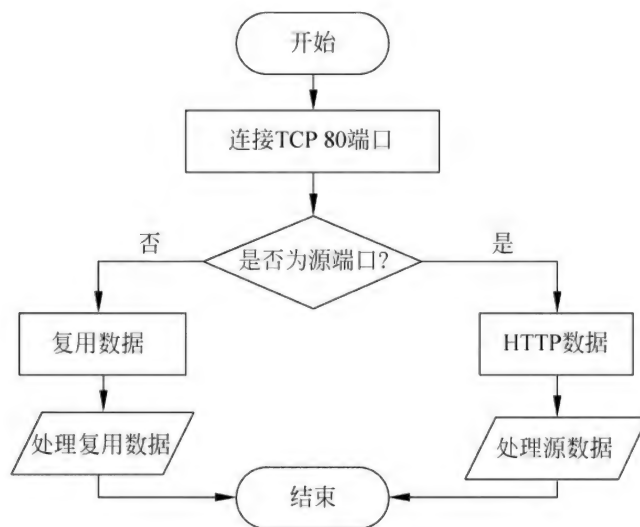 开始
连接TCP 80端口
是否为源端口?
否
是
复用数据
HTTP数据
处理复用数据
处理源数据
结束